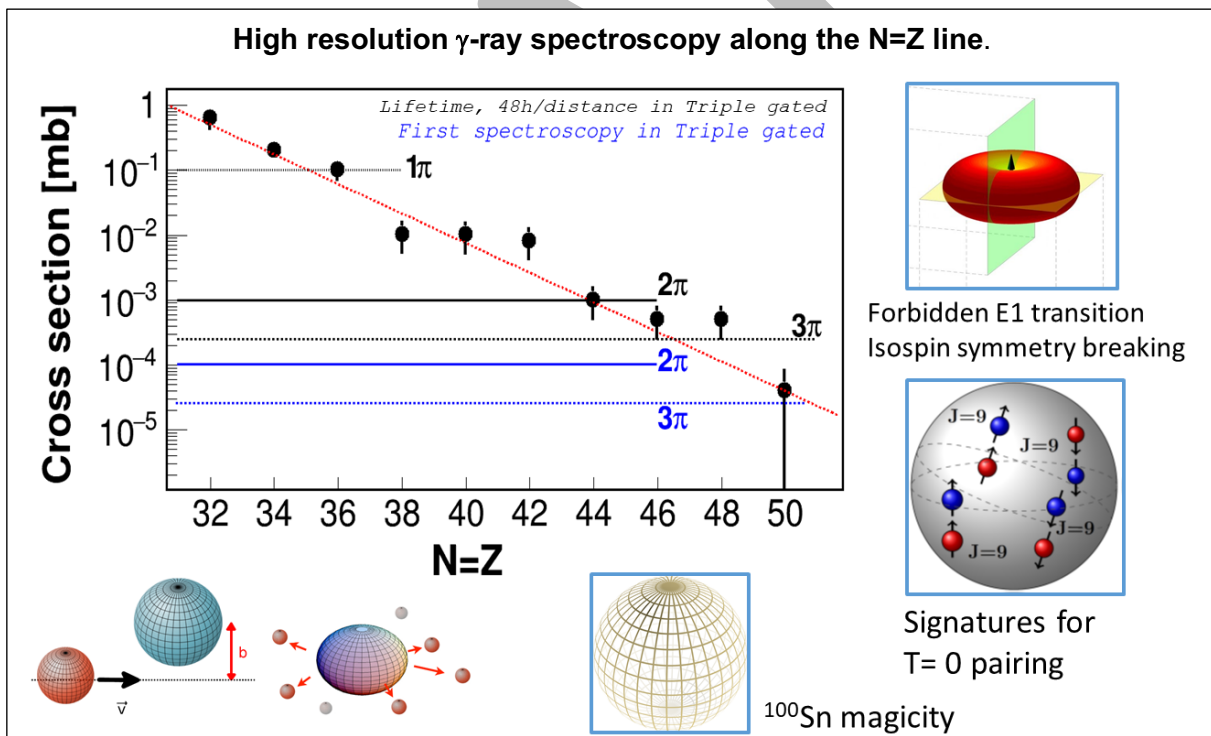 High resolution γ-ray spectroscopy along the N=Z line.
Cross section [mb]
1
10⁻¹
10⁻²
10⁻³
10⁻⁴
10⁻⁵
Lifetime, 48h/distance in Triple gated
First spectroscopy in Triple gated
1π
2π
3π
2π
3π
32 34 36 38 40 42 44 46 48 50
N=Z
Forbidden E1 transition
Isospin symmetry breaking
J=9
J=9
J=9
J=9
Signatures for
T= 0 pairing
b
v⃗
¹⁰⁰Sn magicity